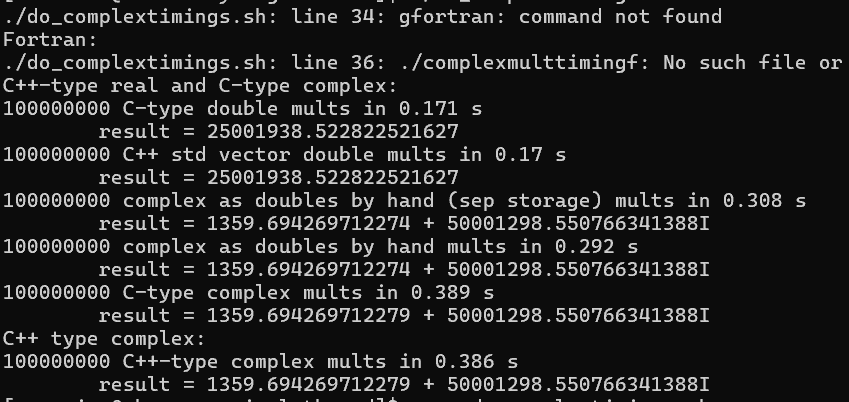 ./do_complextimings.sh: line 34: gfortran: command not found
Fortran:
./do_complextimings.sh: line 36: ./complexmulttimingf: No such file or
C++-type real and C-type complex:
100000000 C-type double mults in 0.171 s
result = 25001938.522822521627
100000000 C++ std vector double mults in 0.17 s
result = 25001938.522822521627
100000000 complex as doubles by hand (sep storage) mults in 0.308 s
result = 1359.694269712274 + 50001298.550766341388I
100000000 complex as doubles by hand mults in 0.292 s
result = 1359.694269712274 + 50001298.550766341388I
100000000 C-type complex mults in 0.389 s
result = 1359.694269712279 + 50001298.550766341388I
C++ type complex:
100000000 C++-type complex mults in 0.386 s
result = 1359.694269712279 + 50001298.550766341388I